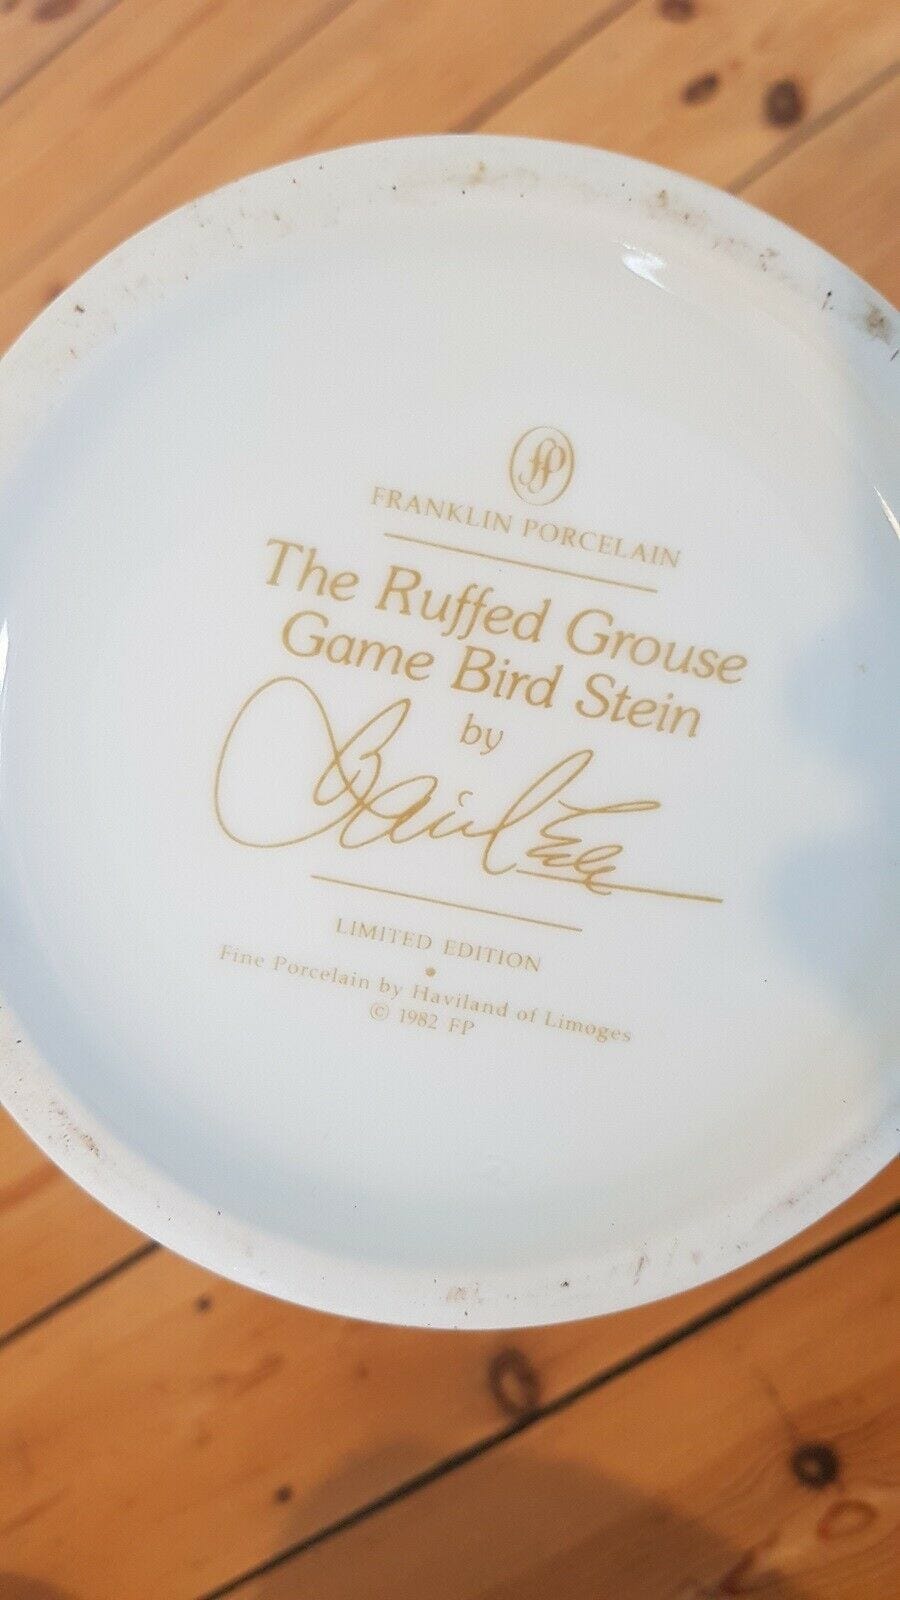 FP
FRANKLIN PORCELAIN
The Ruffed Grouse
Game Bird Stein
by
LIMITED EDITION
Fine Porcelain by Haviland of Limoges
© 1982 FP